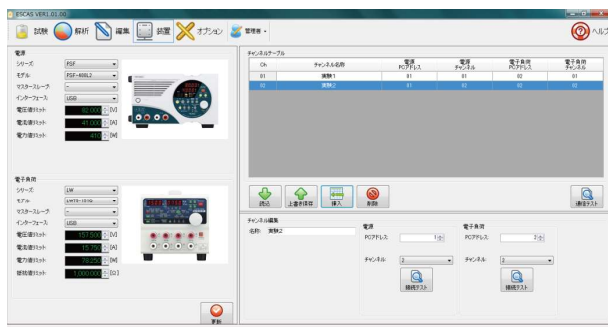 ESCAS VER1.01.00
試験 解析 編集 装置 オプション 管理者 ヘルプ
電源
シリーズ: PSF
モデル: PSF-400L2
マスタースレーブ: -
インターフェース: USB
電圧値リミット 82.000 [V]
電流値リミット 41.000 [A]
電力値リミット 410 [W]
電子負荷
シリーズ: LW
モデル:
マスタースレーブ: -
インターフェース: USB
電圧値リミット 157.500 [V]
電流値リミット 15.750 [A]
電力値リミット 78.250 [W]
抵抗値リミット 1,000.000 [Ω]
更新
チャンネルテーブル
Ch チャンネル名称 電源 PCアドレス 電源 チャンネル 電子負荷 PCアドレス 電子負荷 チャンネル
01 実験1 01 01 02 01
02 実験2 01 02 02 02
読込 上書き保存 挿入 削除 通信テスト
チャンネル編集
名称: 実験2
電源
PCアドレス: 1
チャンネル: 2
接続テスト
電子負荷
PCアドレス: 2
チャンネル: 2
接続テスト